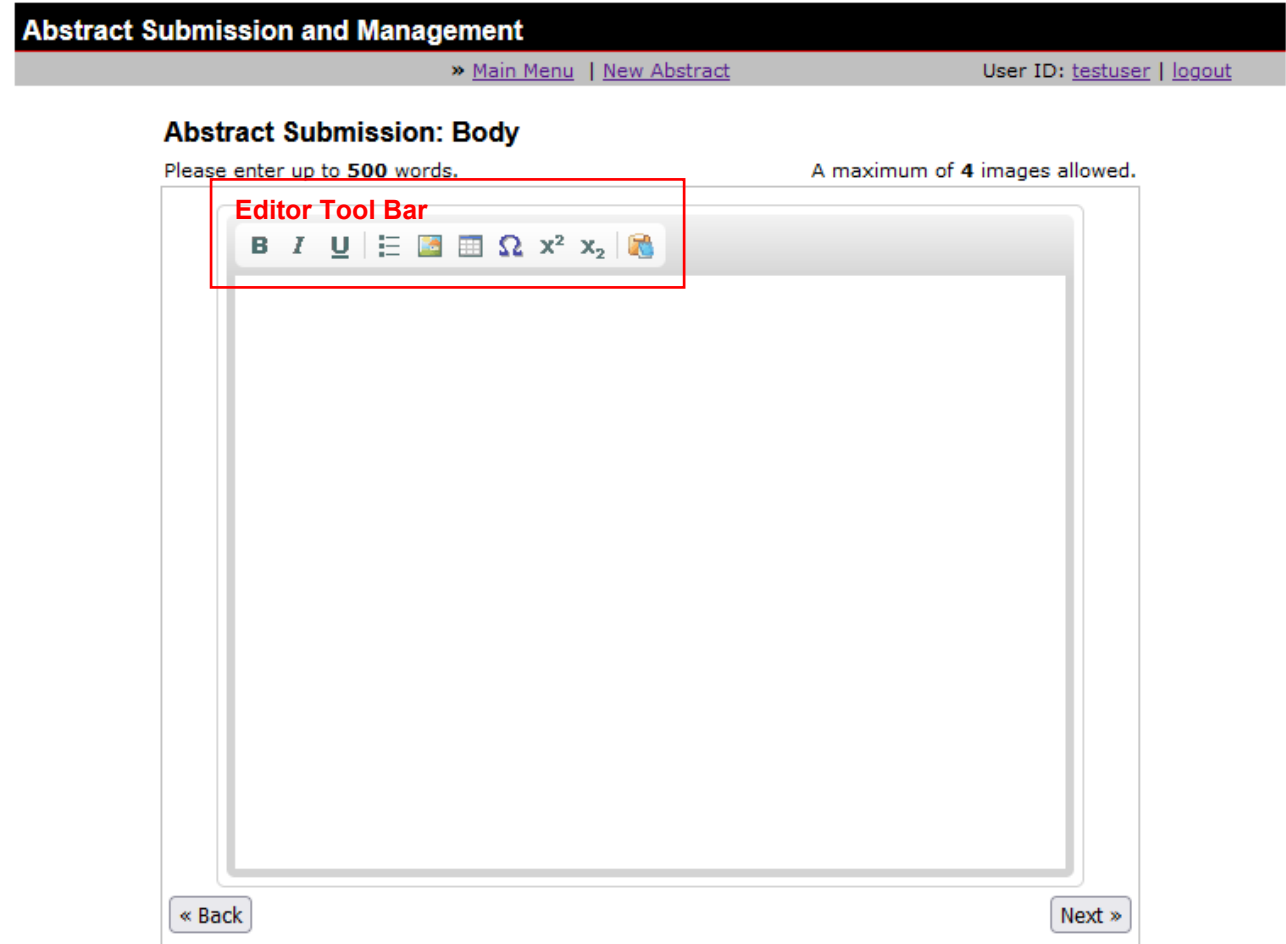 Abstract Submission and Management
» Main Menu | New Abstract User ID: testuser | logout
Abstract Submission: Body
Please enter up to 500 words. A maximum of 4 images allowed.
Editor Tool Bar
B I U Ω x² x₂
« Back Next »